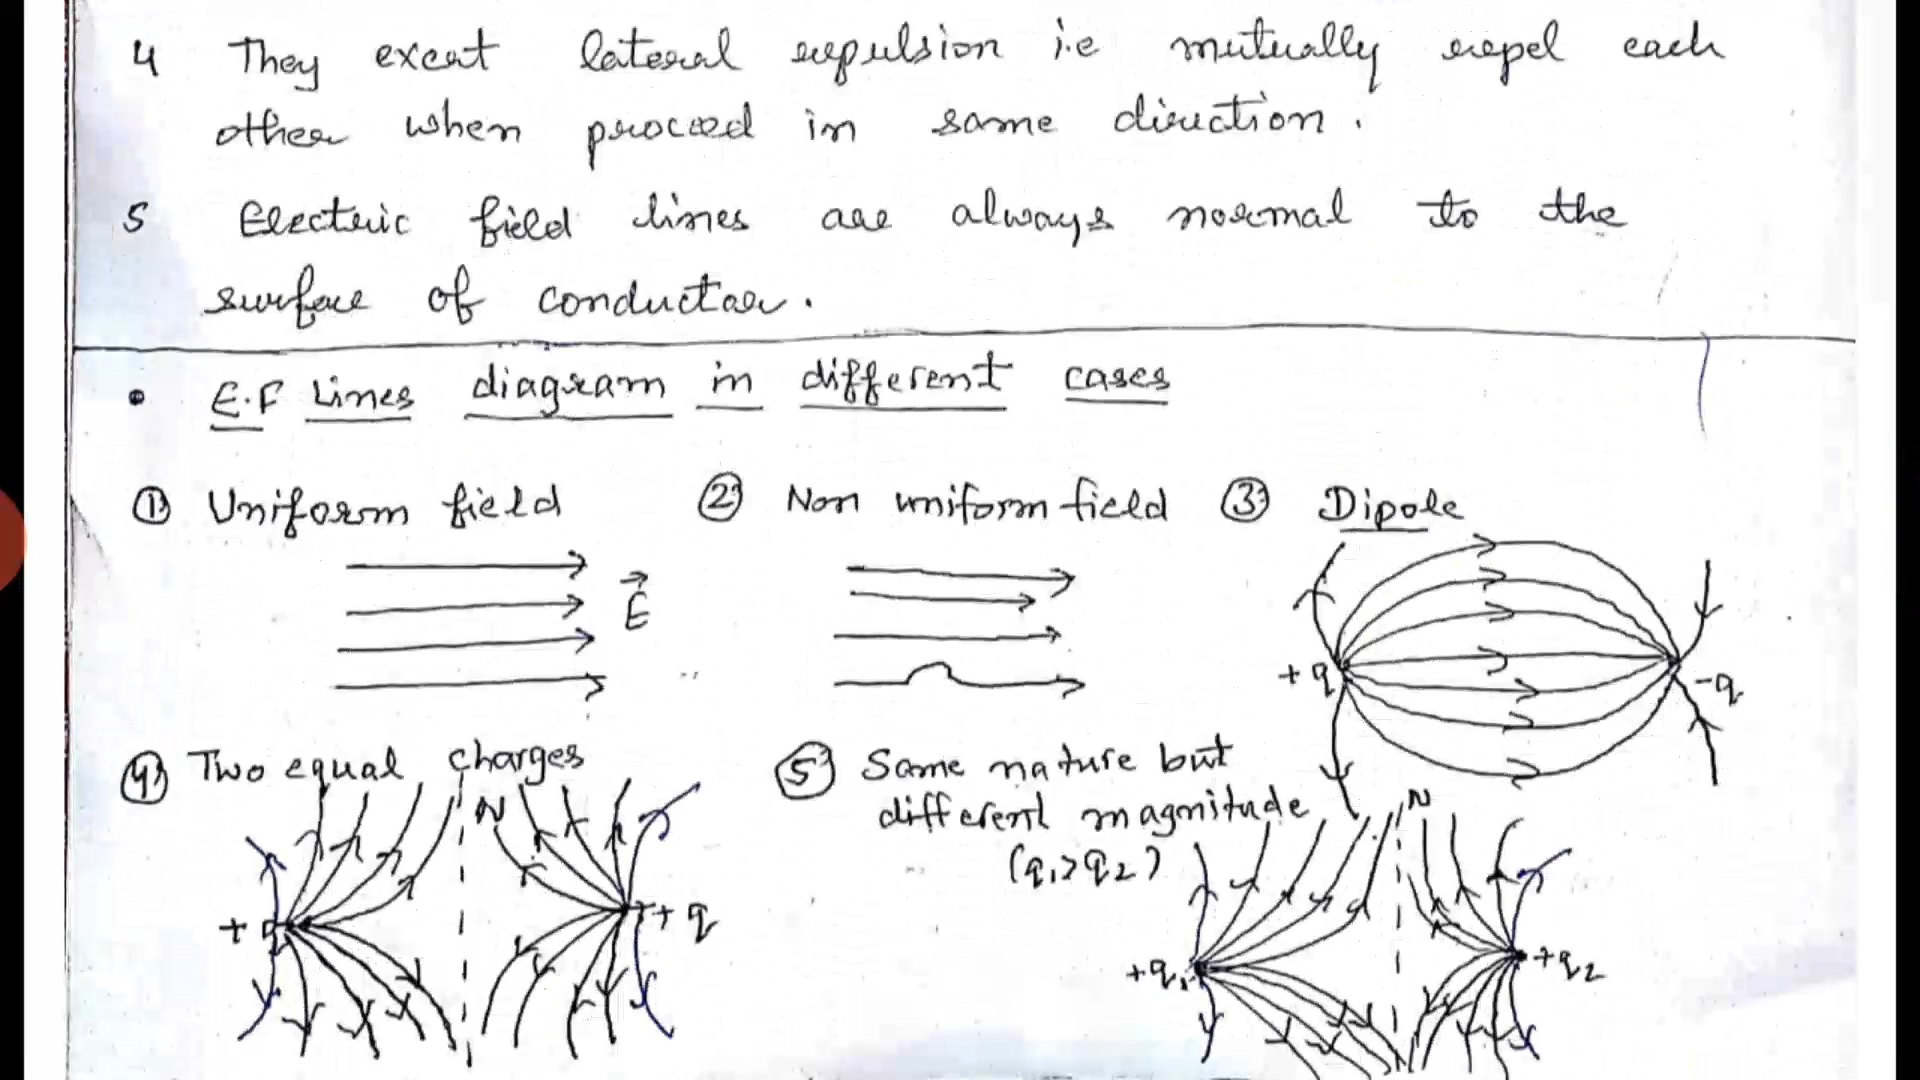 4 They exert lateral repulsion i.e mutually repel each
other when proceed in same direction.
5 Electric field lines are always normal to the
surface of conductor.
• E.F Lines diagram in different cases
① Uniform field
E
② Non uniform field
③ Dipole
+q
-q
④ Two equal charges
N
+q
+q
⑤ Same nature but
different magnitude
(q1>q2)
N
+q1
+q2